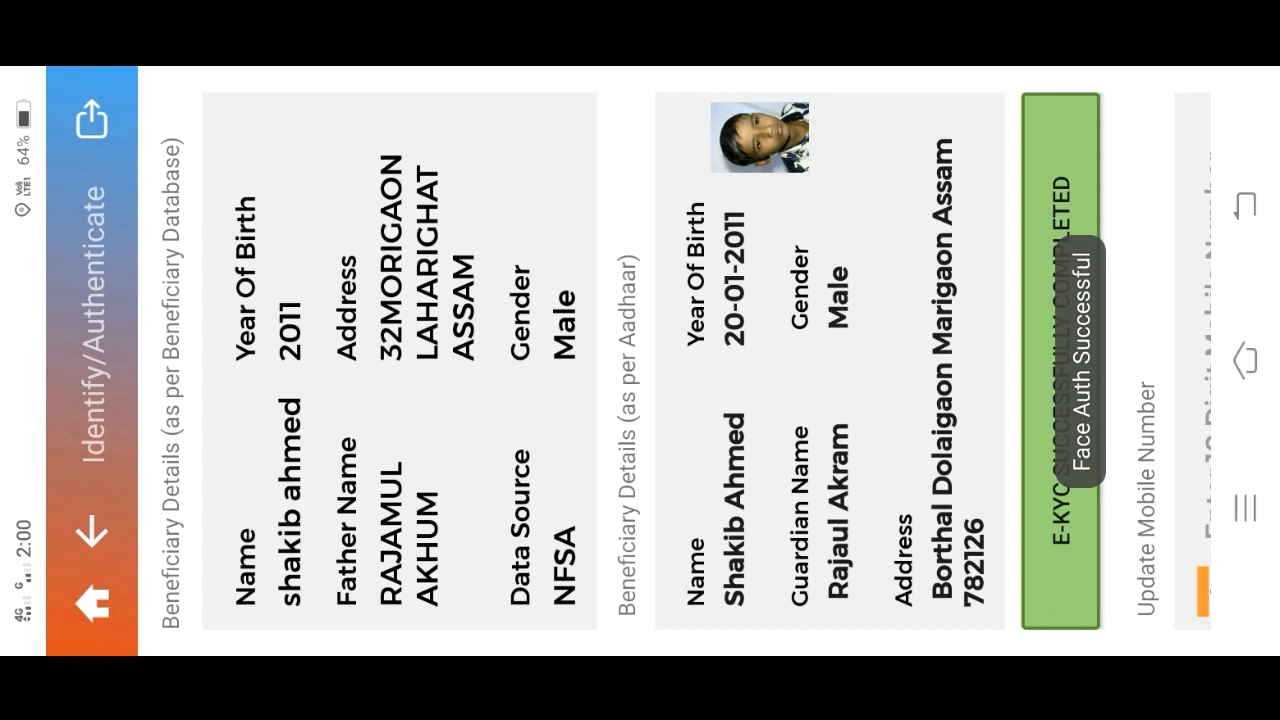 4G G 2:00 VoLTE1 64%
Identify/Authenticate
Beneficiary Details (as per Beneficiary Database)
Name Year Of Birth
shakib ahmed 2011
Father Name Address
RAJAMUL 32MORIGAON
AKHUM LAHARIGHAT
ASSAM
Data Source Gender
NFSA Male
Beneficiary Details (as per Aadhaar)
Name Year Of Birth
Shakib Ahmed 20-01-2011
Guardian Name Gender
Rajaul Akram Male
Address
Borthal Dolaigaon Marigaon Assam
782126
E-KYC SUCCESSFULLY COMPLETED
Face Auth Successful
Update Mobile Number